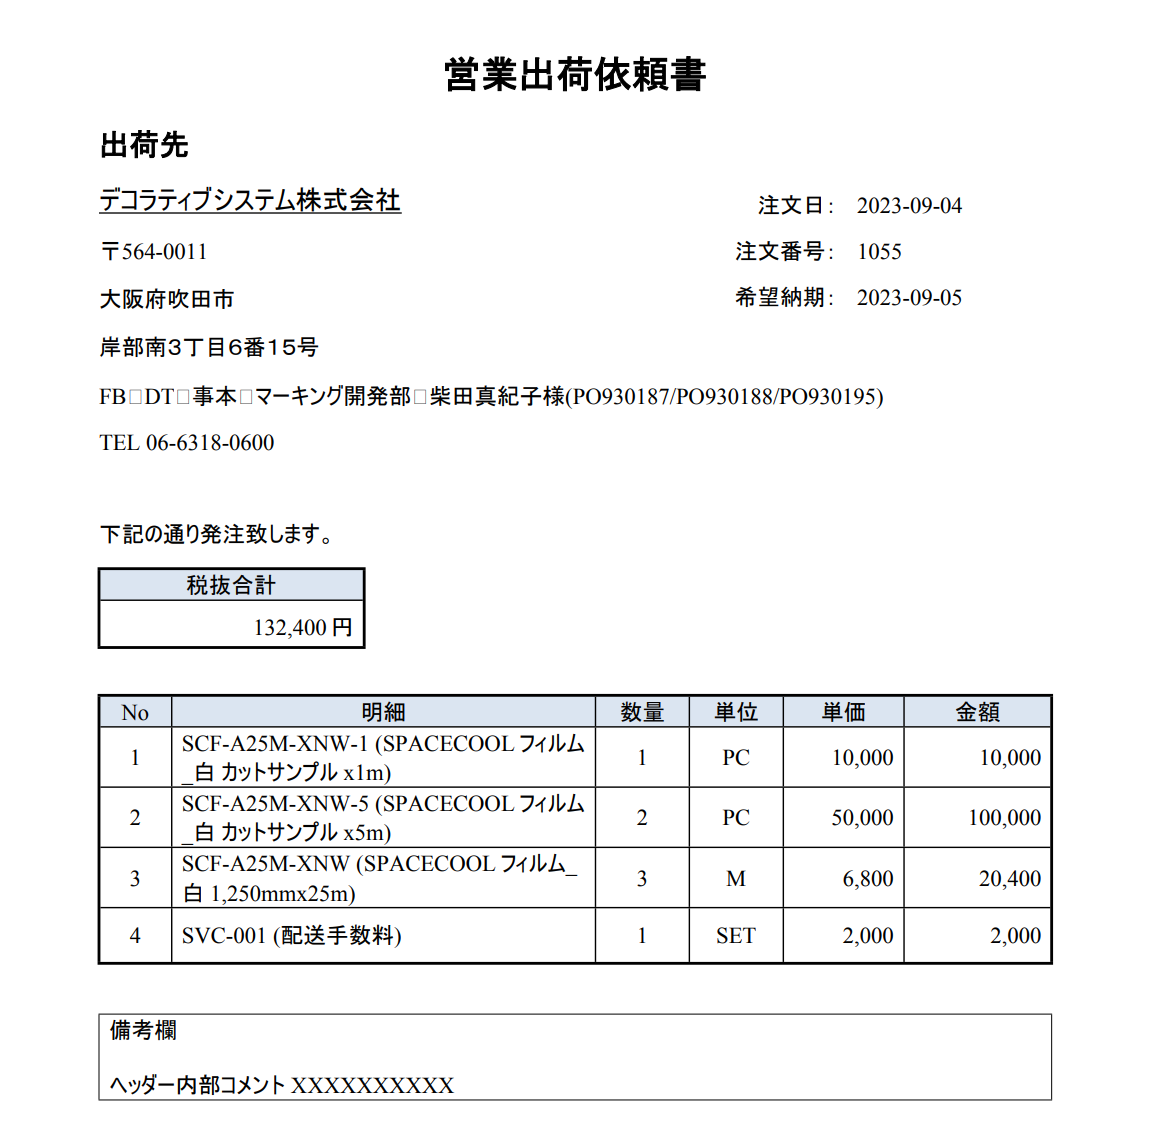 営業出荷依頼書
出荷先
デコラティブシステム株式会社
注文日： 2023-09-04
〒564-0011
注文番号： 1055
大阪府吹田市
希望納期： 2023-09-05
岸部南３丁目６番１５号
FB□DT□事本□マーキング開発部□柴田真紀子様(PO930187/PO930188/PO930195)
TEL 06-6318-0600
下記の通り発注致します。
税抜合計
132,400 円
No 明細 数量 単位 単価 金額
1 SCF-A25M-XNW-1 (SPACECOOL フィルム
_白 カットサンプル x1m) 1 PC 10,000 10,000
2 SCF-A25M-XNW-5 (SPACECOOL フィルム
_白 カットサンプル x5m) 2 PC 50,000 100,000
3 SCF-A25M-XNW (SPACECOOL フィルム_
白 1,250mmx25m) 3 M 6,800 20,400
4 SVC-001 (配送手数料) 1 SET 2,000 2,000
備考欄
ヘッダー内部コメント XXXXXXXXXX